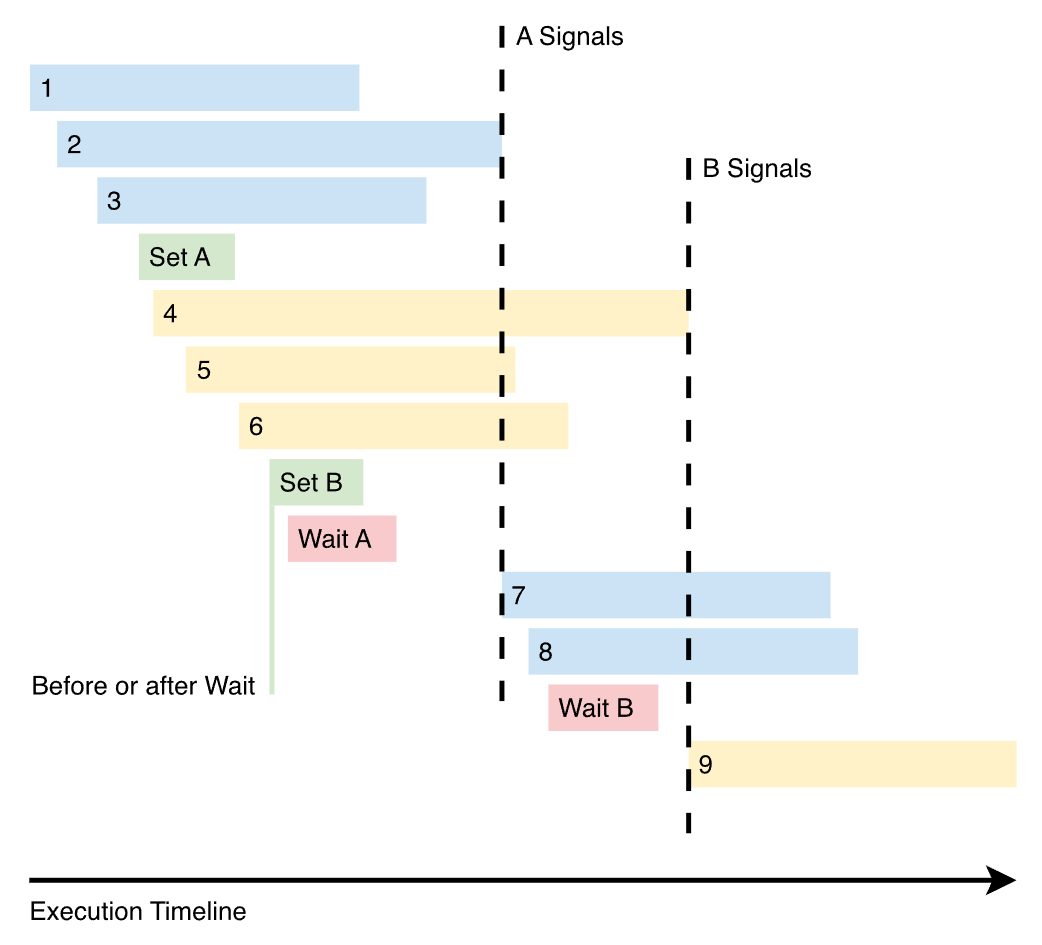 A Signals
1
2
B Signals
3
Set A
4
5
6
Set B
Wait A
7
8
Before or after Wait
Wait B
9
Execution Timeline